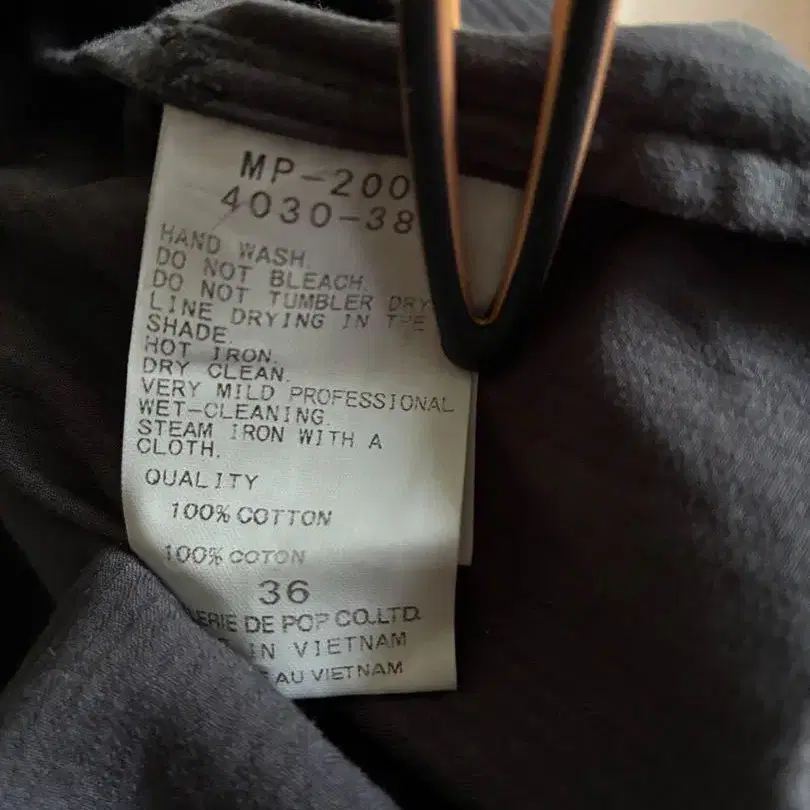 MP-200
4030-38
HAND WASH.
DO NOT BLEACH.
DO NOT TUMBLER DRY
LINE DRYING IN THE
SHADE.
HOT IRON.
DRY CLEAN.
VERY MILD PROFESSIONAL
WET-CLEANING.
STEAM IRON WITH A
CLOTH.
QUALITY
100% COTTON
100% COTON
36
ERIE DE POP CO.LTD.
IN VIETNAM
AU VIETNAM